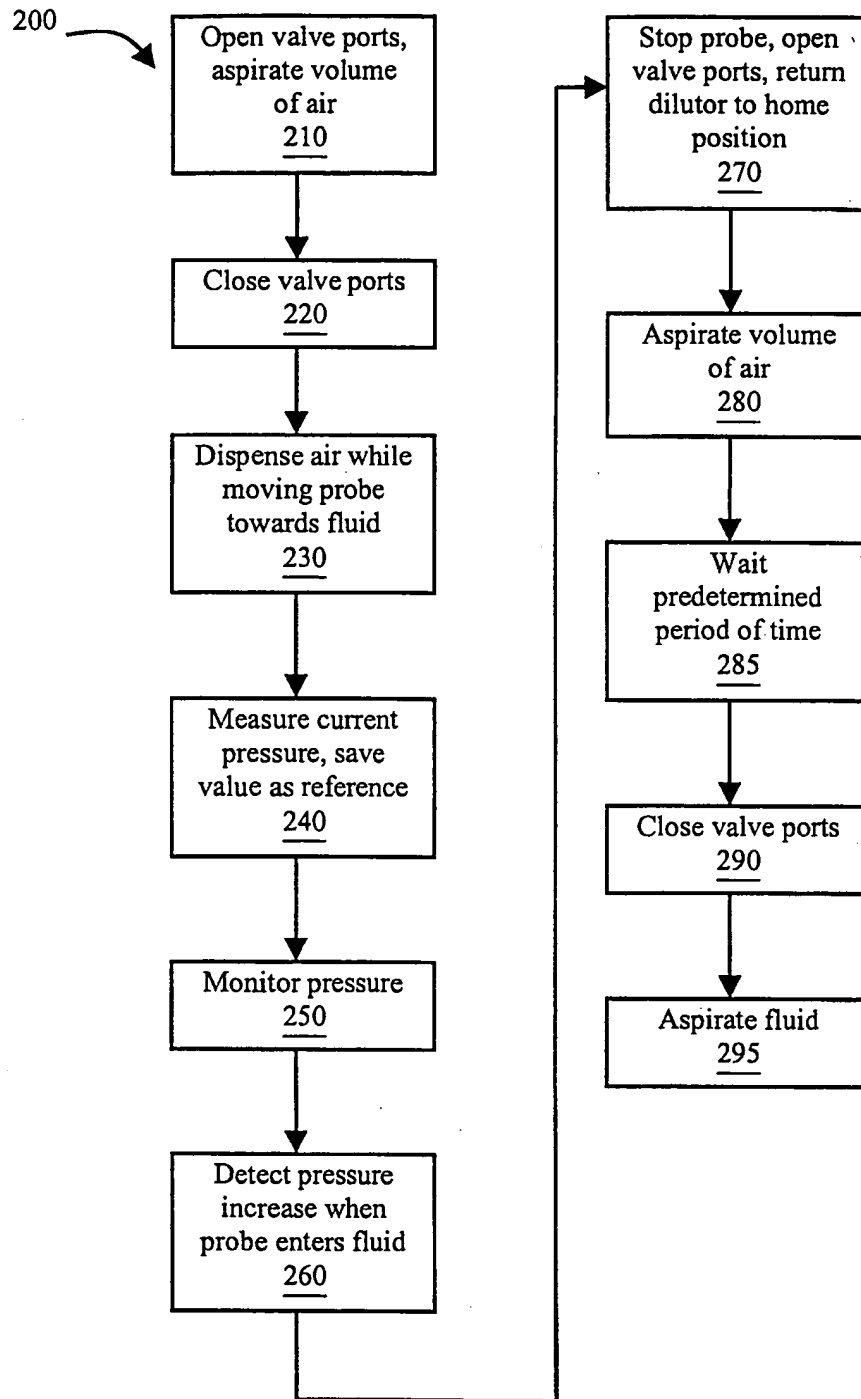 200
Open valve ports,
aspirate volume
of air
210
Close valve ports
220
Dispense air while
moving probe
towards fluid
230
Measure current
pressure, save
value as reference
240
Monitor pressure
250
Detect pressure
increase when
probe enters fluid
260
Stop probe, open
valve ports, return
dilutor to home
position
270
Aspirate volume
of air
280
Wait
predetermined
period of time
285
Close valve ports
290
Aspirate fluid
295